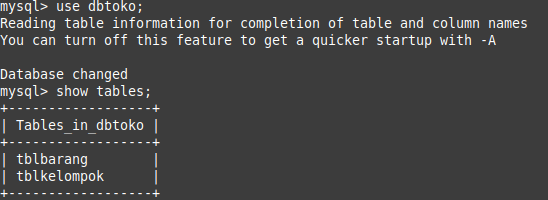 mysql> use dbtoko;
Reading table information for completion of table and column names
You can turn off this feature to get a quicker startup with -A

Database changed
mysql> show tables;
+------------------+
| Tables_in_dbtoko |
+------------------+
| tblbarang        |
| tblkelompok      |
+------------------+